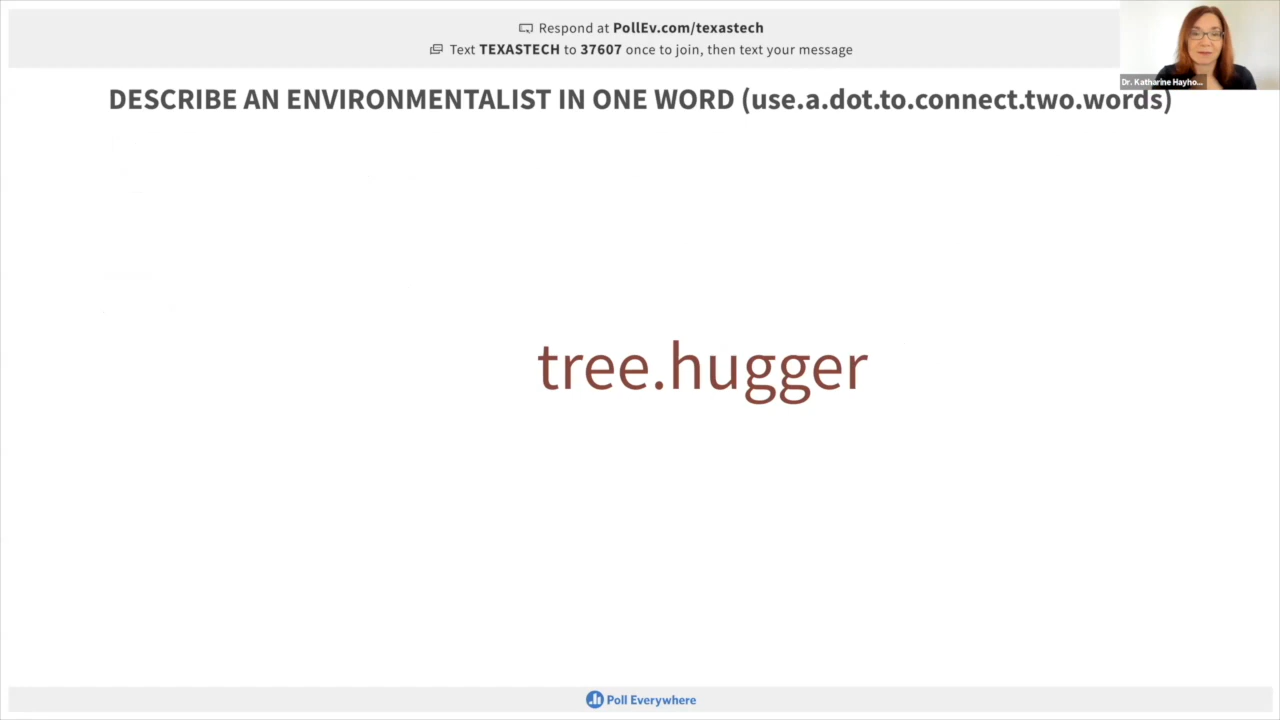 Respond at PollEv.com/texastech
Text TEXASTECH to 37607 once to join, then text your message
Dr. Katharine Hayho...
DESCRIBE AN ENVIRONMENTALIST IN ONE WORD (use.a.dot.to.connect.two.words)
tree.hugger
Poll Everywhere